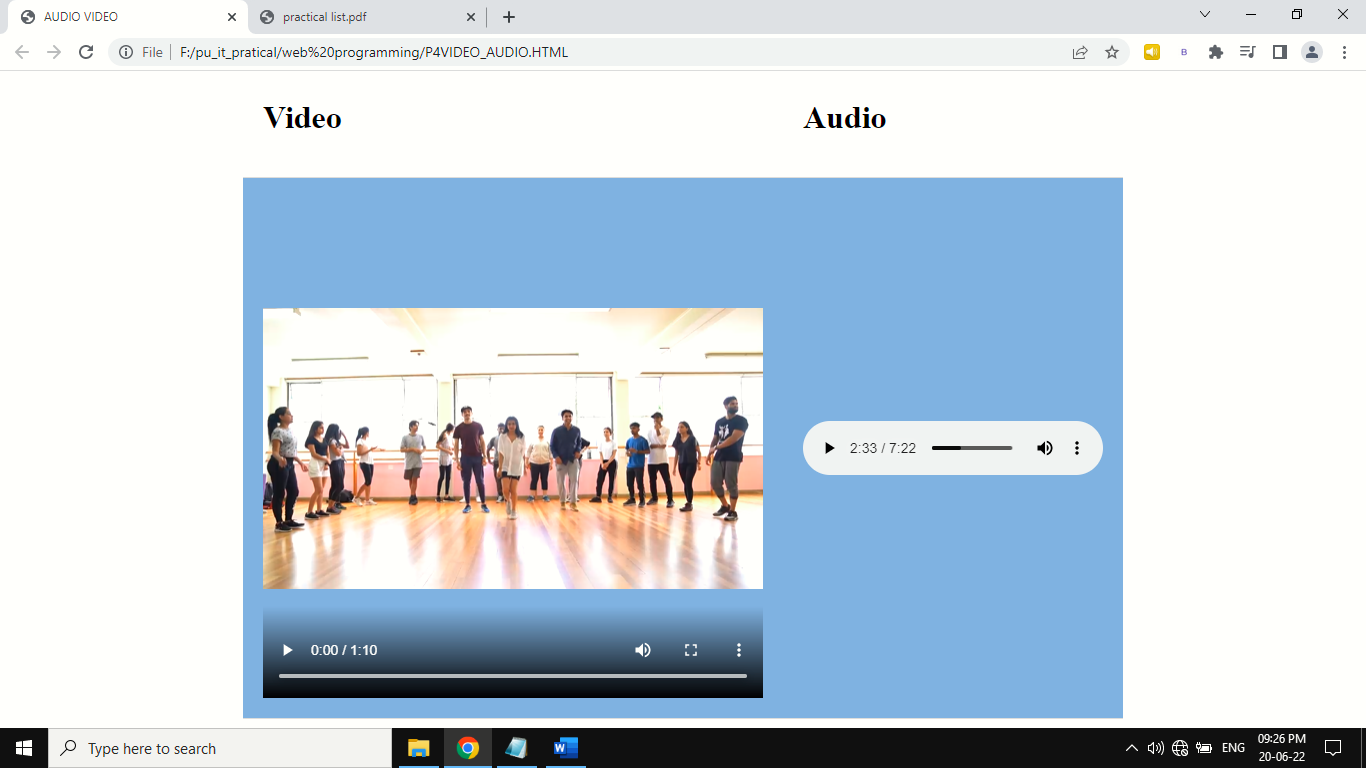 AUDIO VIDEO
practical list.pdf
File
F:/pu_it_pratical/web%20programming/P4VIDEO_AUDIO.HTML
B
Video
Audio
2:33 / 7:22
0:00 / 1:10
Type here to search
W
ENG
09:26 PM
20-06-22